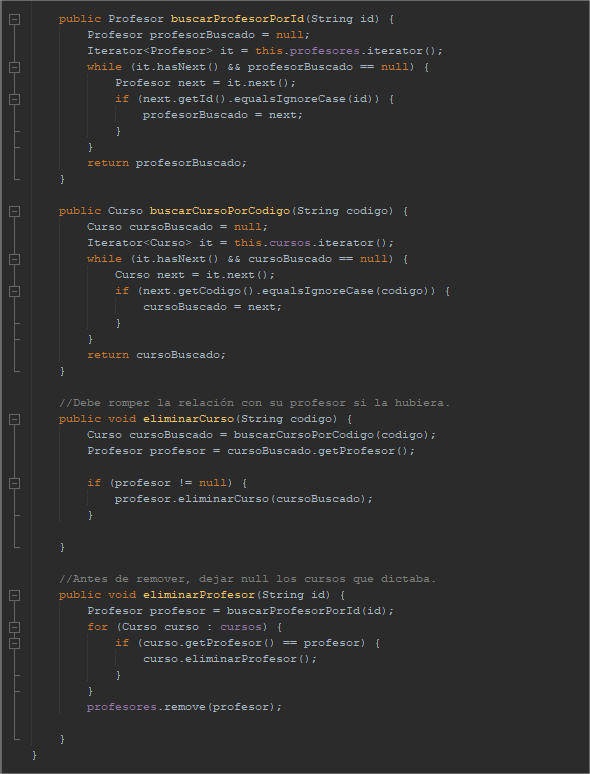 public Profesor buscarProfesorPorId(String id) {
Profesor profesorBuscado = null;
Iterator<Profesor> it = this.profesores.iterator();
while (it.hasNext() && profesorBuscado == null) {
Profesor next = it.next();
if (next.getId().equalsIgnoreCase(id)) {
profesorBuscado = next;
}
}
return profesorBuscado;
}
public Curso buscarCursoPorCodigo(String codigo) {
Curso cursoBuscado = null;
Iterator<Curso> it = this.cursos.iterator();
while (it.hasNext() && cursoBuscado == null) {
Curso next = it.next();
if (next.getCodigo().equalsIgnoreCase(codigo)) {
cursoBuscado = next;
}
}
return cursoBuscado;
}
//Debe romper la relación con su profesor si la hubiera.
public void eliminarCurso(String codigo) {
Curso cursoBuscado = buscarCursoPorCodigo(codigo);
Profesor profesor = cursoBuscado.getProfesor();
if (profesor != null) {
profesor.eliminarCurso(cursoBuscado);
}
}
//Antes de remover, dejar null los cursos que dictaba.
public void eliminarProfesor(String id) {
Profesor profesor = buscarProfesorPorId(id);
for (Curso curso : cursos) {
if (curso.getProfesor() == profesor) {
curso.eliminarProfesor();
}
}
profesores.remove(profesor);
}
}